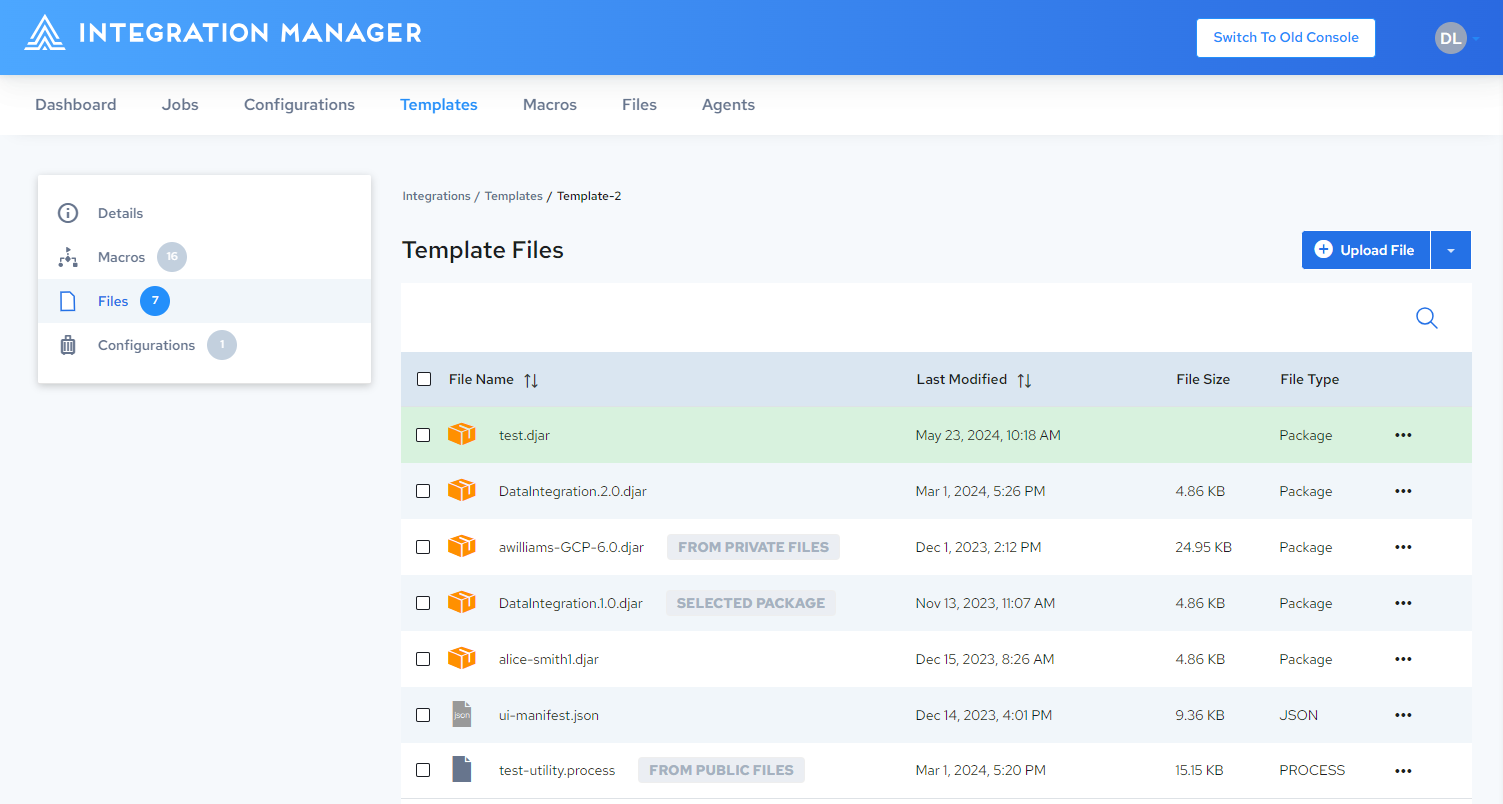 INTEGRATION MANAGER
Switch To Old Console
DL
Dashboard Jobs Configurations Templates Macros Files Agents
Details
Macros 16
Files 7
Configurations 1
Integrations / Templates / Template-2
Template Files
Upload File
File Name Last Modified File Size File Type
test.djar May 23, 2024, 10:18 AM Package
DataIntegration.2.0.djar Mar 1, 2024, 5:26 PM 4.86 KB Package
awilliams-GCP-6.0.djar FROM PRIVATE FILES Dec 1, 2023, 2:12 PM 24.95 KB Package
DataIntegration.1.0.djar SELECTED PACKAGE Nov 13, 2023, 11:07 AM 4.86 KB Package
alice-smith1.djar Dec 15, 2023, 8:26 AM 4.86 KB Package
json ui-manifest.json Dec 14, 2023, 4:01 PM 9.36 KB JSON
test-utility.process FROM PUBLIC FILES Mar 1, 2024, 5:20 PM 15.15 KB PROCESS